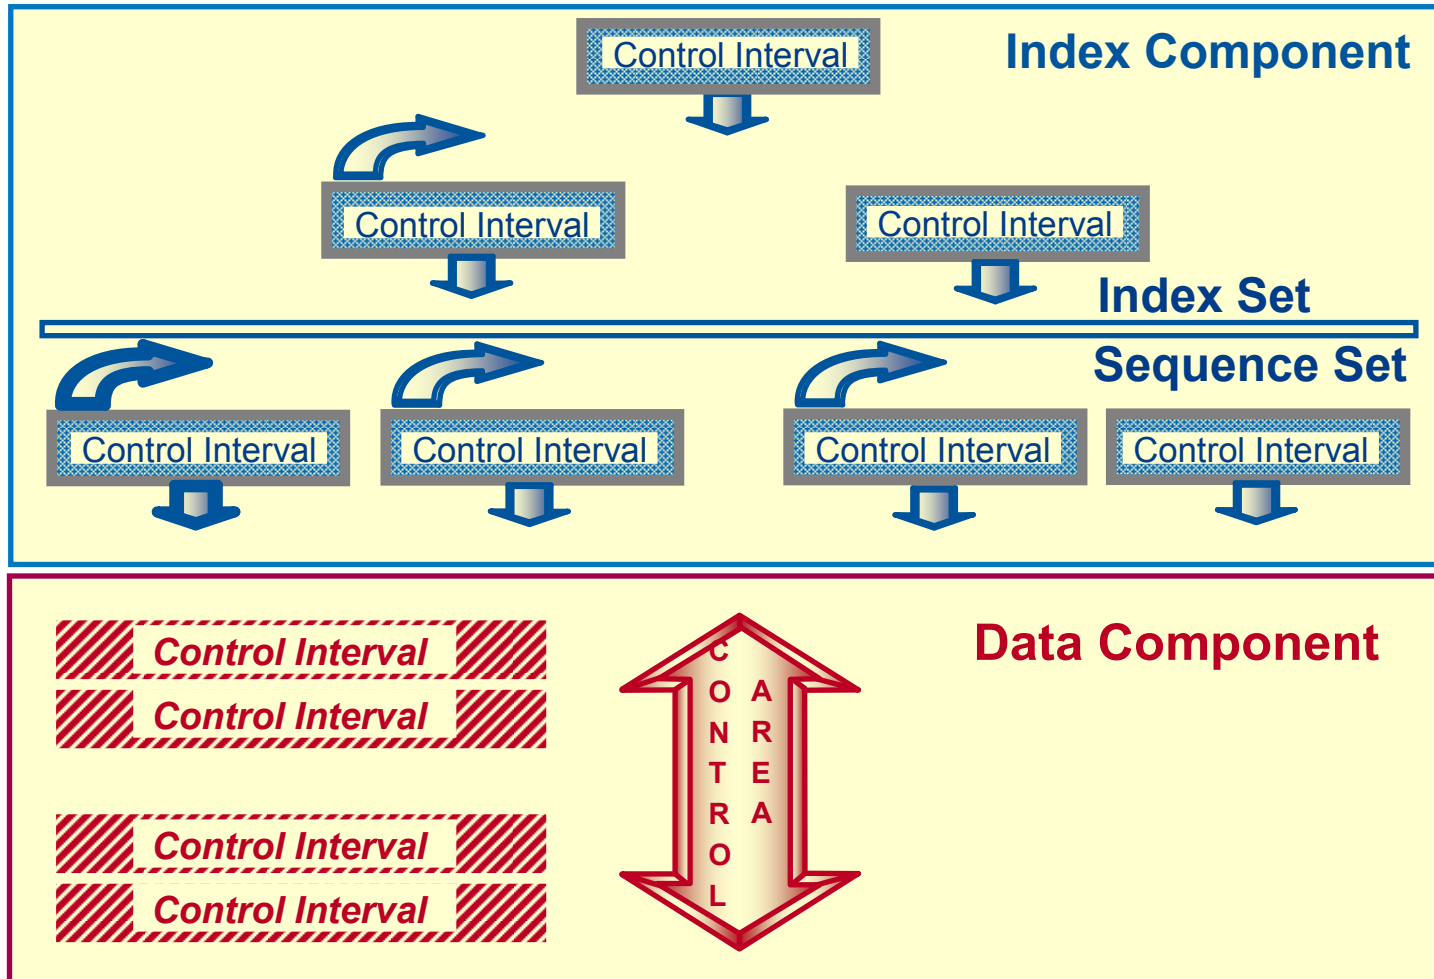 Control Interval
Index Component
Control Interval
Control Interval
Index Set
Sequence Set
Control Interval
Control Interval
Control Interval
Control Interval
Data Component
Control Interval
Control Interval
Control Interval
Control Interval
CONTROL
AREA